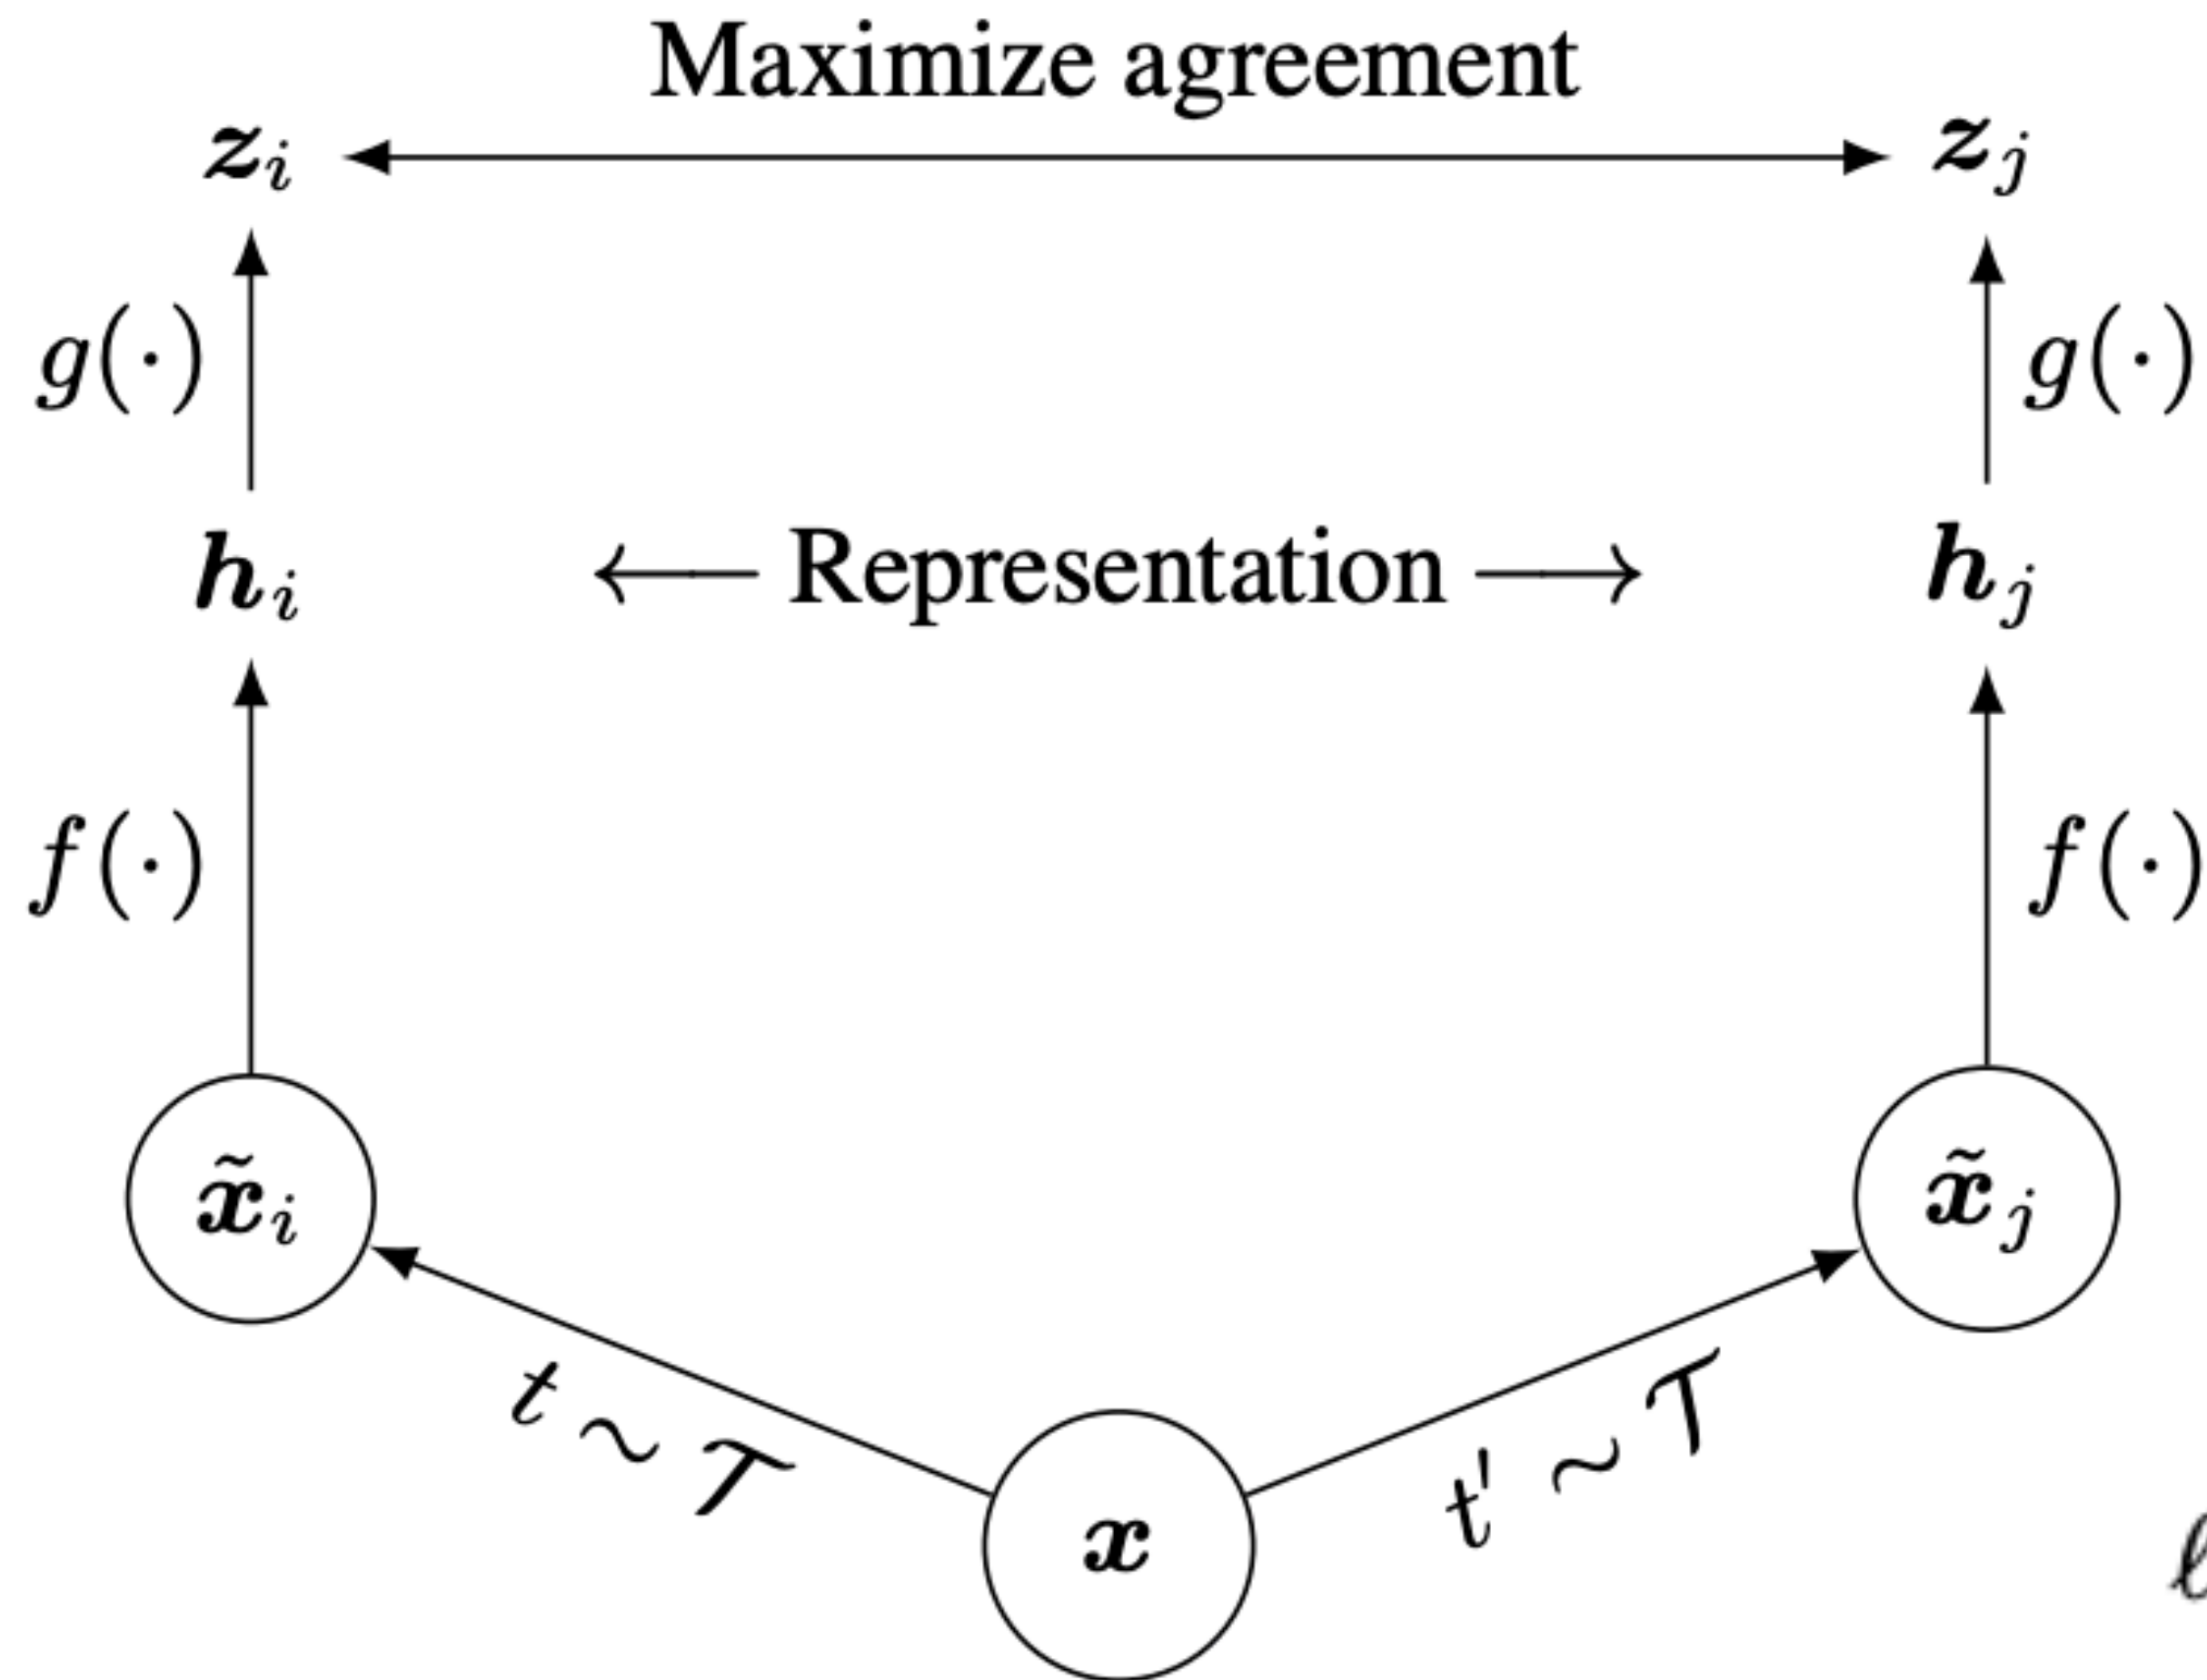 Maximize agreement
z_i z_j
g(·) g(·)
h_i ← Representation → h_j
f(·) f(·)
x̃_i x̃_j
t ∼ 𝒯 t′ ∼ 𝒯
x
ℓ